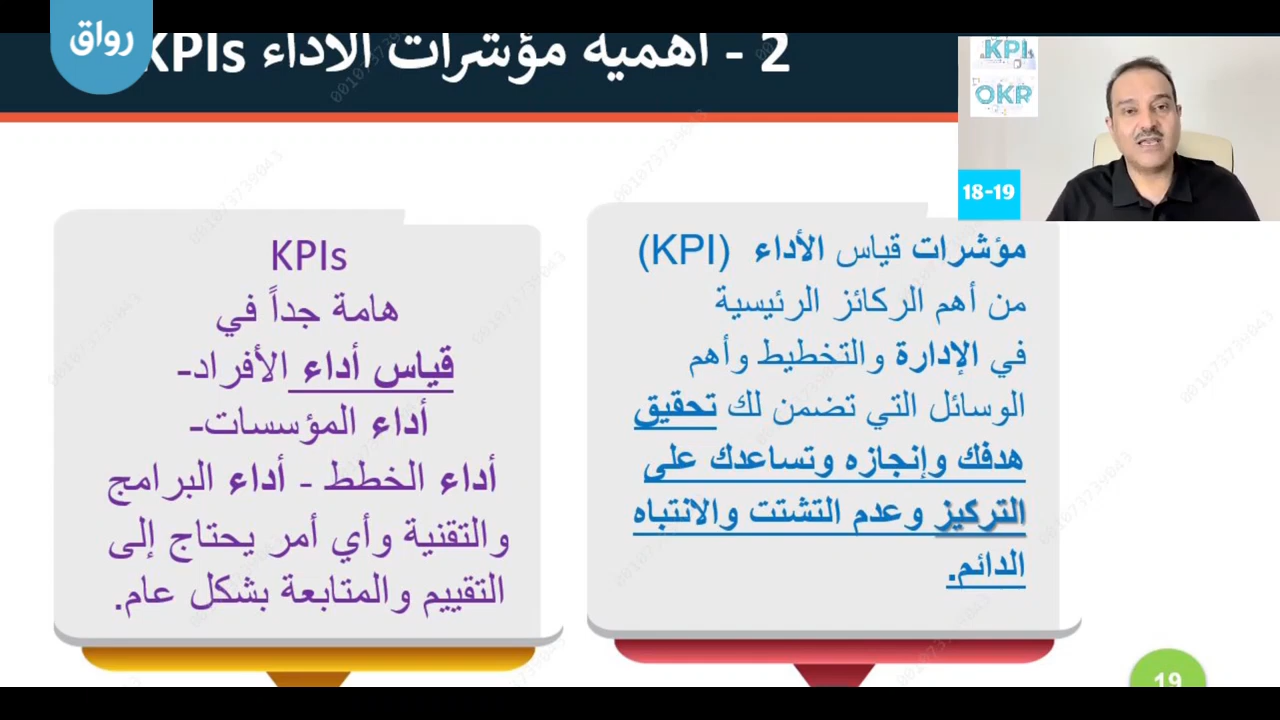 رواق
2 - أهمية مؤشرات الأداء KPIs
KPI
OKR
18-19
مؤشرات قياس الأداء (KPI)
من أهم الركائز الرئيسية
في الإدارة والتخطيط وأهم
الوسائل التي تضمن لك تحقيق
هدفك وإنجازه وتساعدك على
التركيز وعدم التشتت والانتباه
الدائم.
KPIs
هامة جداً في
قياس أداء الأفراد-
أداء المؤسسات-
أداء الخطط - أداء البرامج
والتقنية وأي أمر يحتاج إلى
التقييم والمتابعة بشكل عام.
19